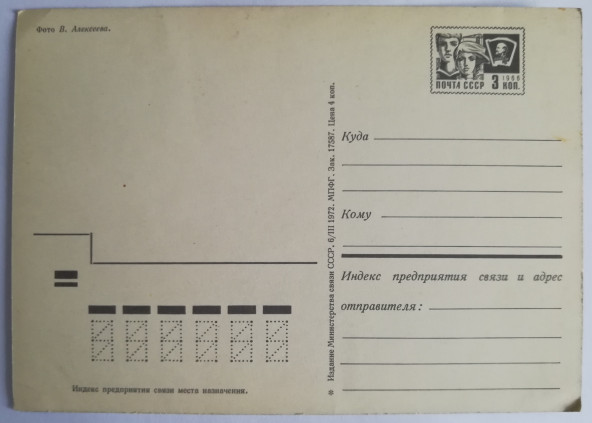 Фото В. Алексеева.
1966
ПОЧТА СССР 3 КОП.
Куда
Кому
Индекс предприятия связи и адрес
отправителя:
Издание Министерства связи СССР. 6/III 1972. МПФГ. Зак. 17587. Цена 4 коп.
Индекс предприятия связи места назначения.